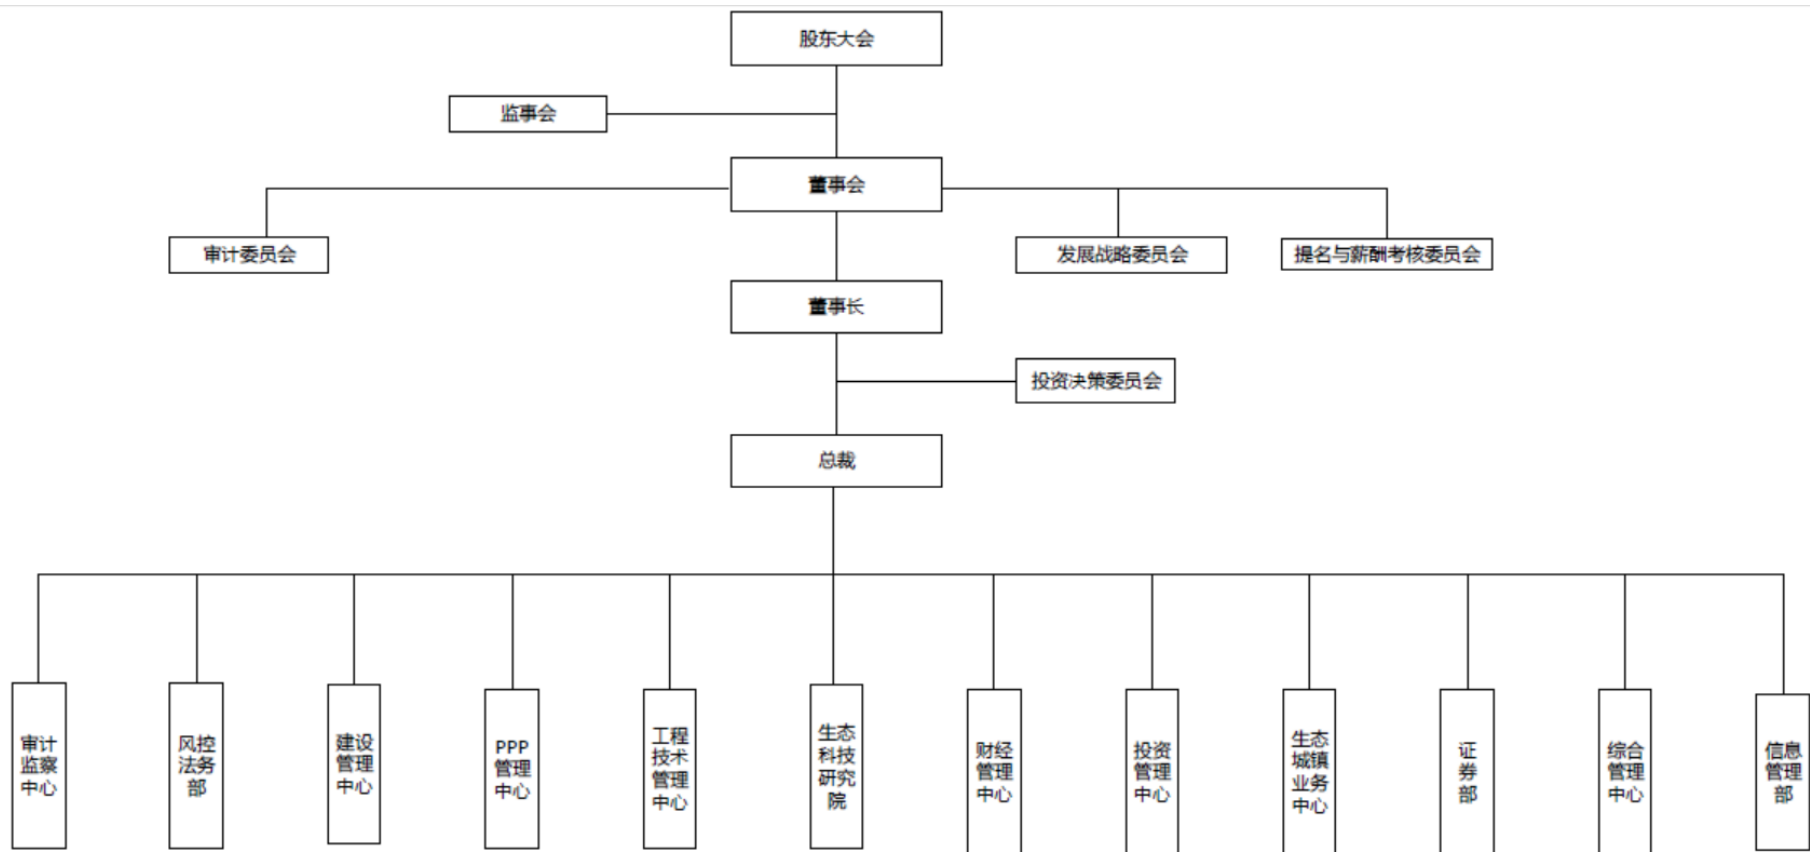 股东大会
监事会
董事会
审计委员会
发展战略委员会
提名与薪酬考核委员会
董事长
投资决策委员会
总裁
审计
监察
中心
风控
法务
部
建设
管理
中心
PPP
管理
中心
工程
技术
管理
中心
生态
科技
研究
院
财经
管理
中心
投资
管理
中心
生态
城镇
业务
中心
证
券
部
综合
管理
中心
信息
管理
部